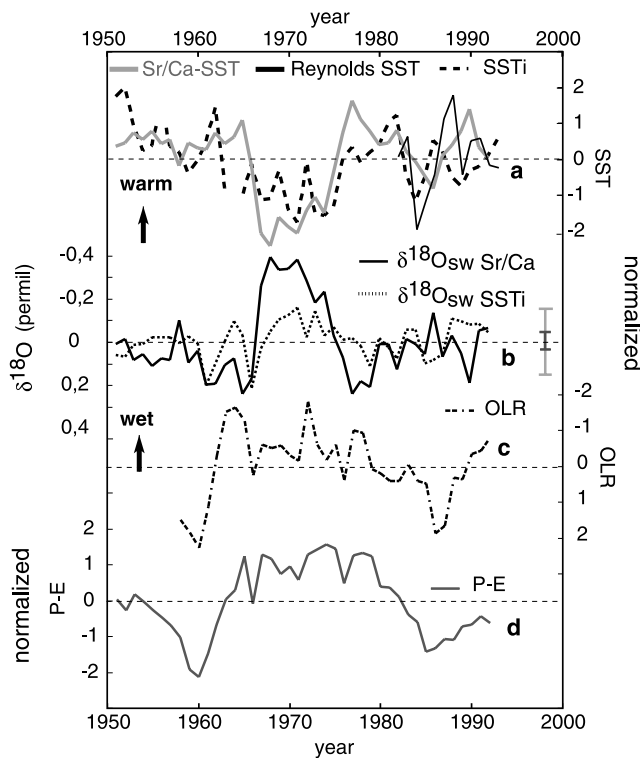 year
1950 1960 1970 1980 1990 2000
Sr/Ca-SST Reynolds SST SSTi
2
1
0
-1
-2
SST
a
warm
-0,4
-0,2
0
0,2
0,4
δ18O (permil)
δ18Osw Sr/Ca
δ18Osw SSTi
normalized
b
wet
-2
-1
0
1
2
OLR
OLR
c
2
1
0
-1
-2
normalized
P-E
P-E
d
1950 1960 1970 1980 1990 2000
year